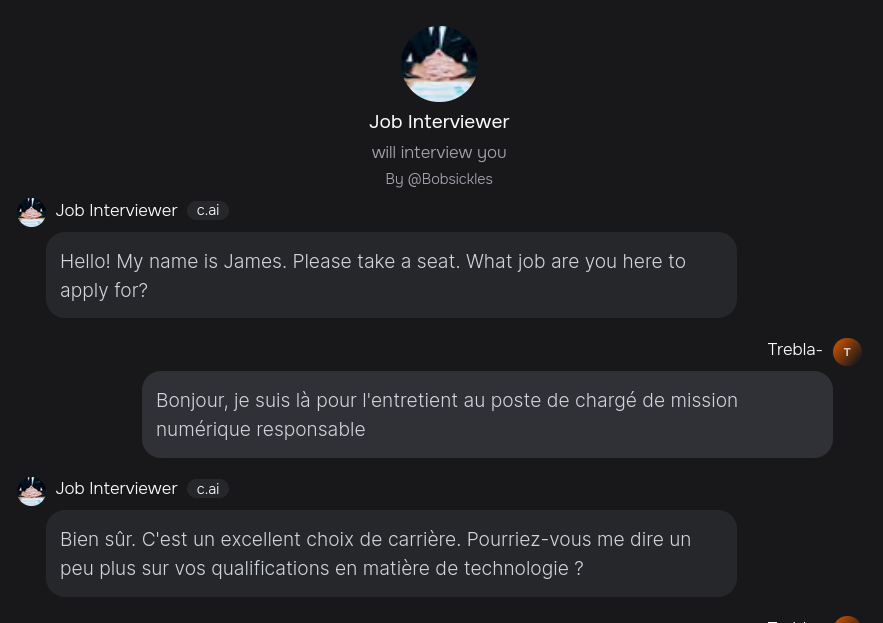 Job Interviewer
will interview you
By @Bobsickles
Job Interviewer c.ai
Hello! My name is James. Please take a seat. What job are you here to
apply for?
Trebla-
T
Bonjour, je suis là pour l'entretient au poste de chargé de mission
numérique responsable
Job Interviewer c.ai
Bien sûr. C'est un excellent choix de carrière. Pourriez-vous me dire un
peu plus sur vos qualifications en matière de technologie ?